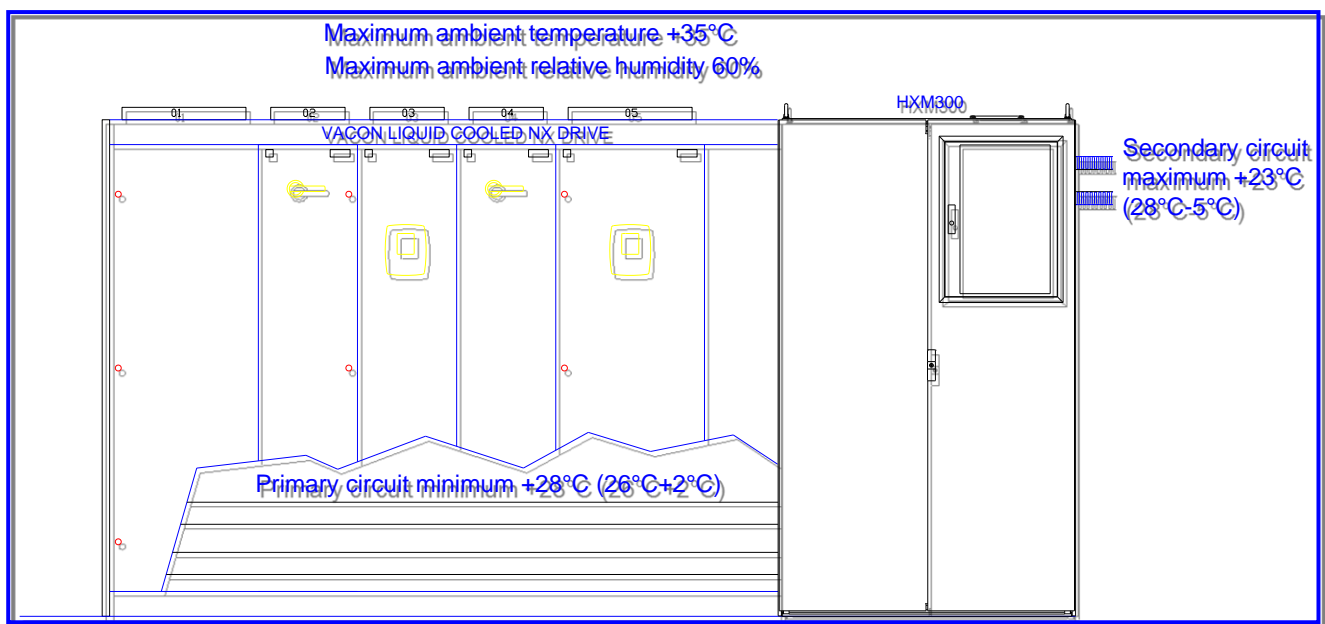 Maximum ambient temperature +35°C
Maximum ambient relative humidity 60%
01 02 03 04 05
HXM300
VACON LIQUID COOLED NX DRIVE
Secondary circuit
maximum +23°C
(28°C-5°C)
Primary circuit minimum +28°C (26°C+2°C)